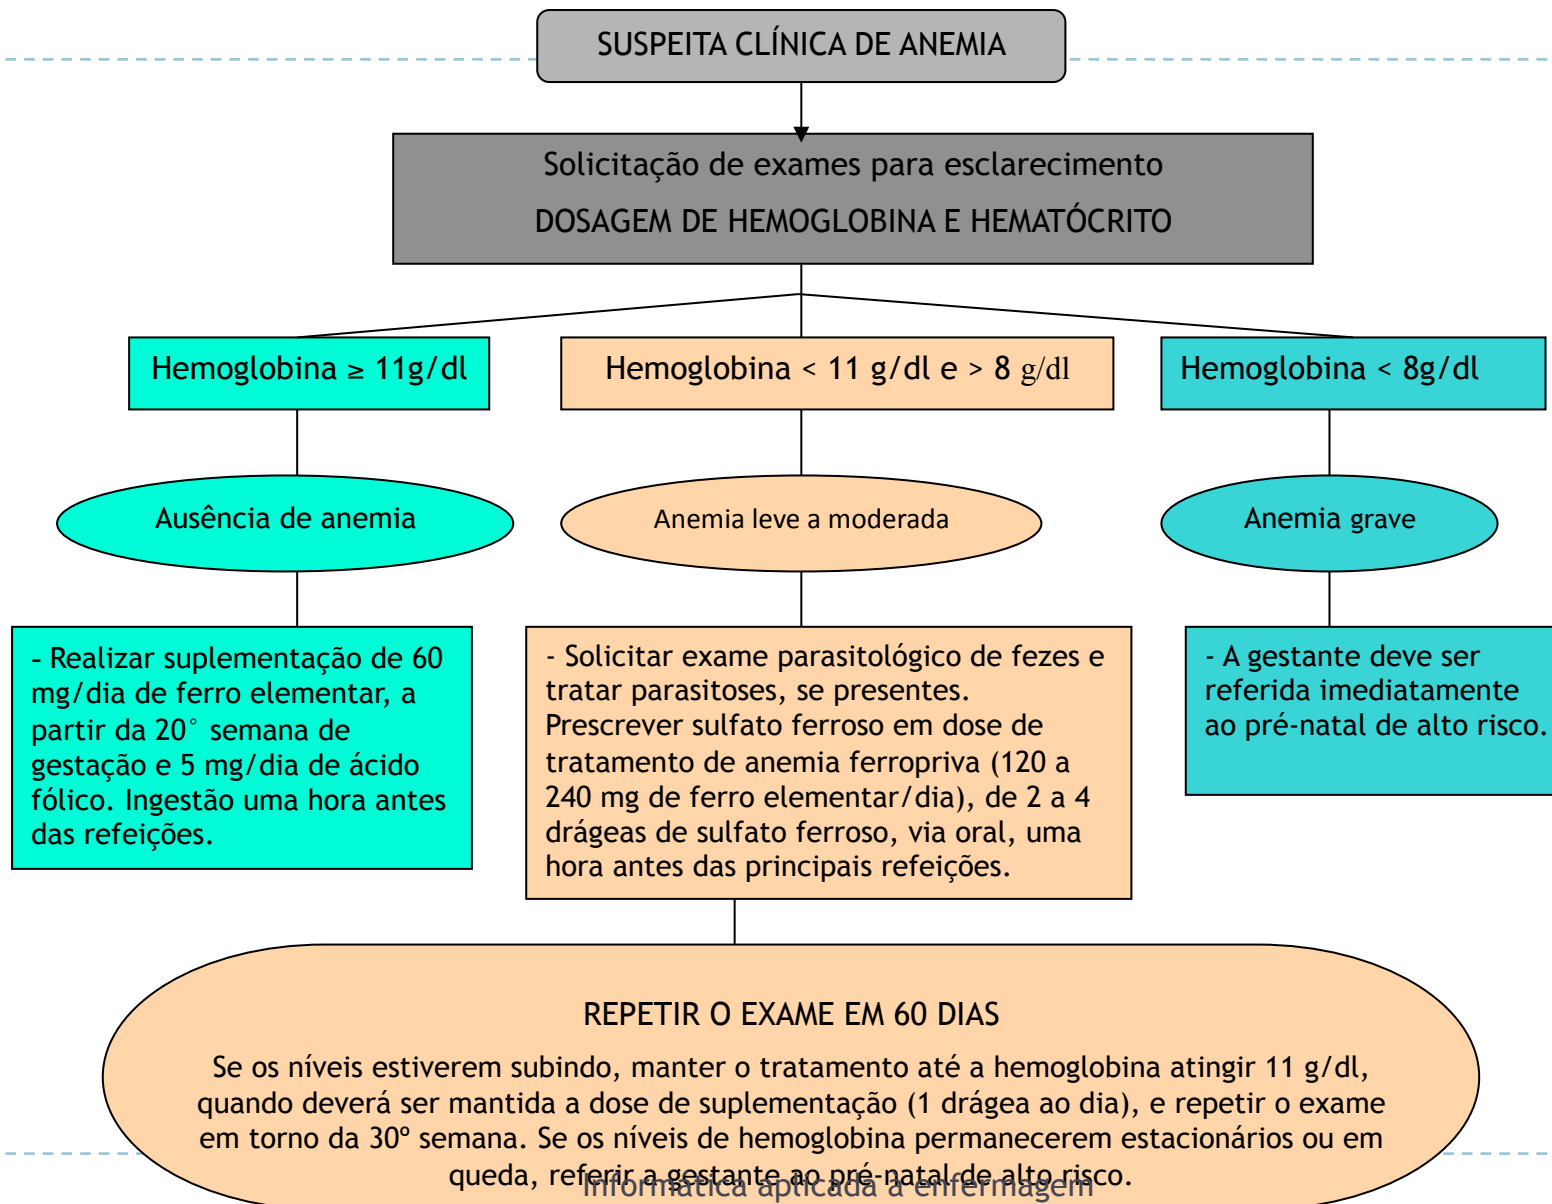 SUSPEITA CLÍNICA DE ANEMIA
Solicitação de exames para esclarecimento
DOSAGEM DE HEMOGLOBINA E HEMATÓCRITO
Hemoglobina ≥ 11g/dl
Hemoglobina < 11 g/dl e > 8 g/dl
Hemoglobina < 8g/dl
Ausência de anemia
Anemia leve a moderada
Anemia grave
- Realizar suplementação de 60
mg/dia de ferro elementar, a
partir da 20° semana de
gestação e 5 mg/dia de ácido
fólico. Ingestão uma hora antes
das refeições.
- Solicitar exame parasitológico de fezes e
tratar parasitoses, se presentes.
Prescrever sulfato ferroso em dose de
tratamento de anemia ferropriva (120 a
240 mg de ferro elementar/dia), de 2 a 4
drágeas de sulfato ferroso, via oral, uma
hora antes das principais refeições.
- A gestante deve ser
referida imediatamente
ao pré-natal de alto risco.
REPETIR O EXAME EM 60 DIAS
Se os níveis estiverem subindo, manter o tratamento até a hemoglobina atingir 11 g/dl,
quando deverá ser mantida a dose de suplementação (1 drágea ao dia), e repetir o exame
em torno da 30º semana. Se os níveis de hemoglobina permanecerem estacionários ou em
queda, referir a gestante ao pré-natal de alto risco.
Informática aplicada à enfermagem